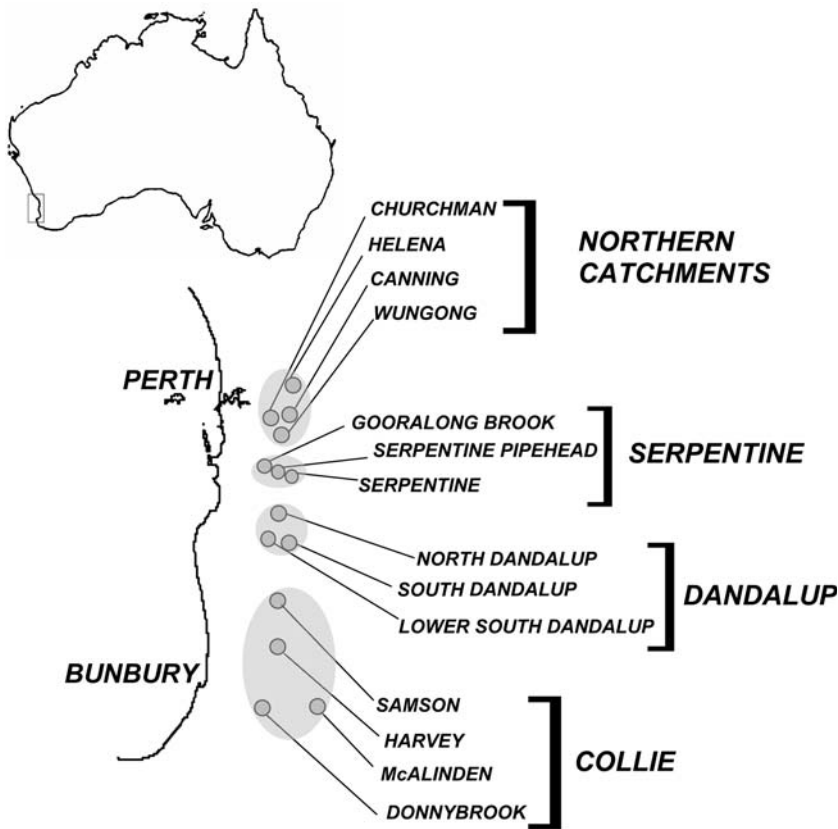 CHURCHMAN
HELENA
CANNING
WUNGONG
NORTHERN
CATCHMENTS
PERTH
GOORALONG BROOK
SERPENTINE PIPEHEAD
SERPENTINE
SERPENTINE
NORTH DANDALUP
SOUTH DANDALUP
LOWER SOUTH DANDALUP
DANDALUP
BUNBURY
SAMSON
HARVEY
McALINDEN
DONNYBROOK
COLLIE